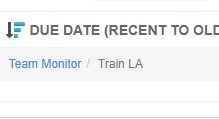 DUE DATE (RECENT TO OLD
Team Monitor / Train LA